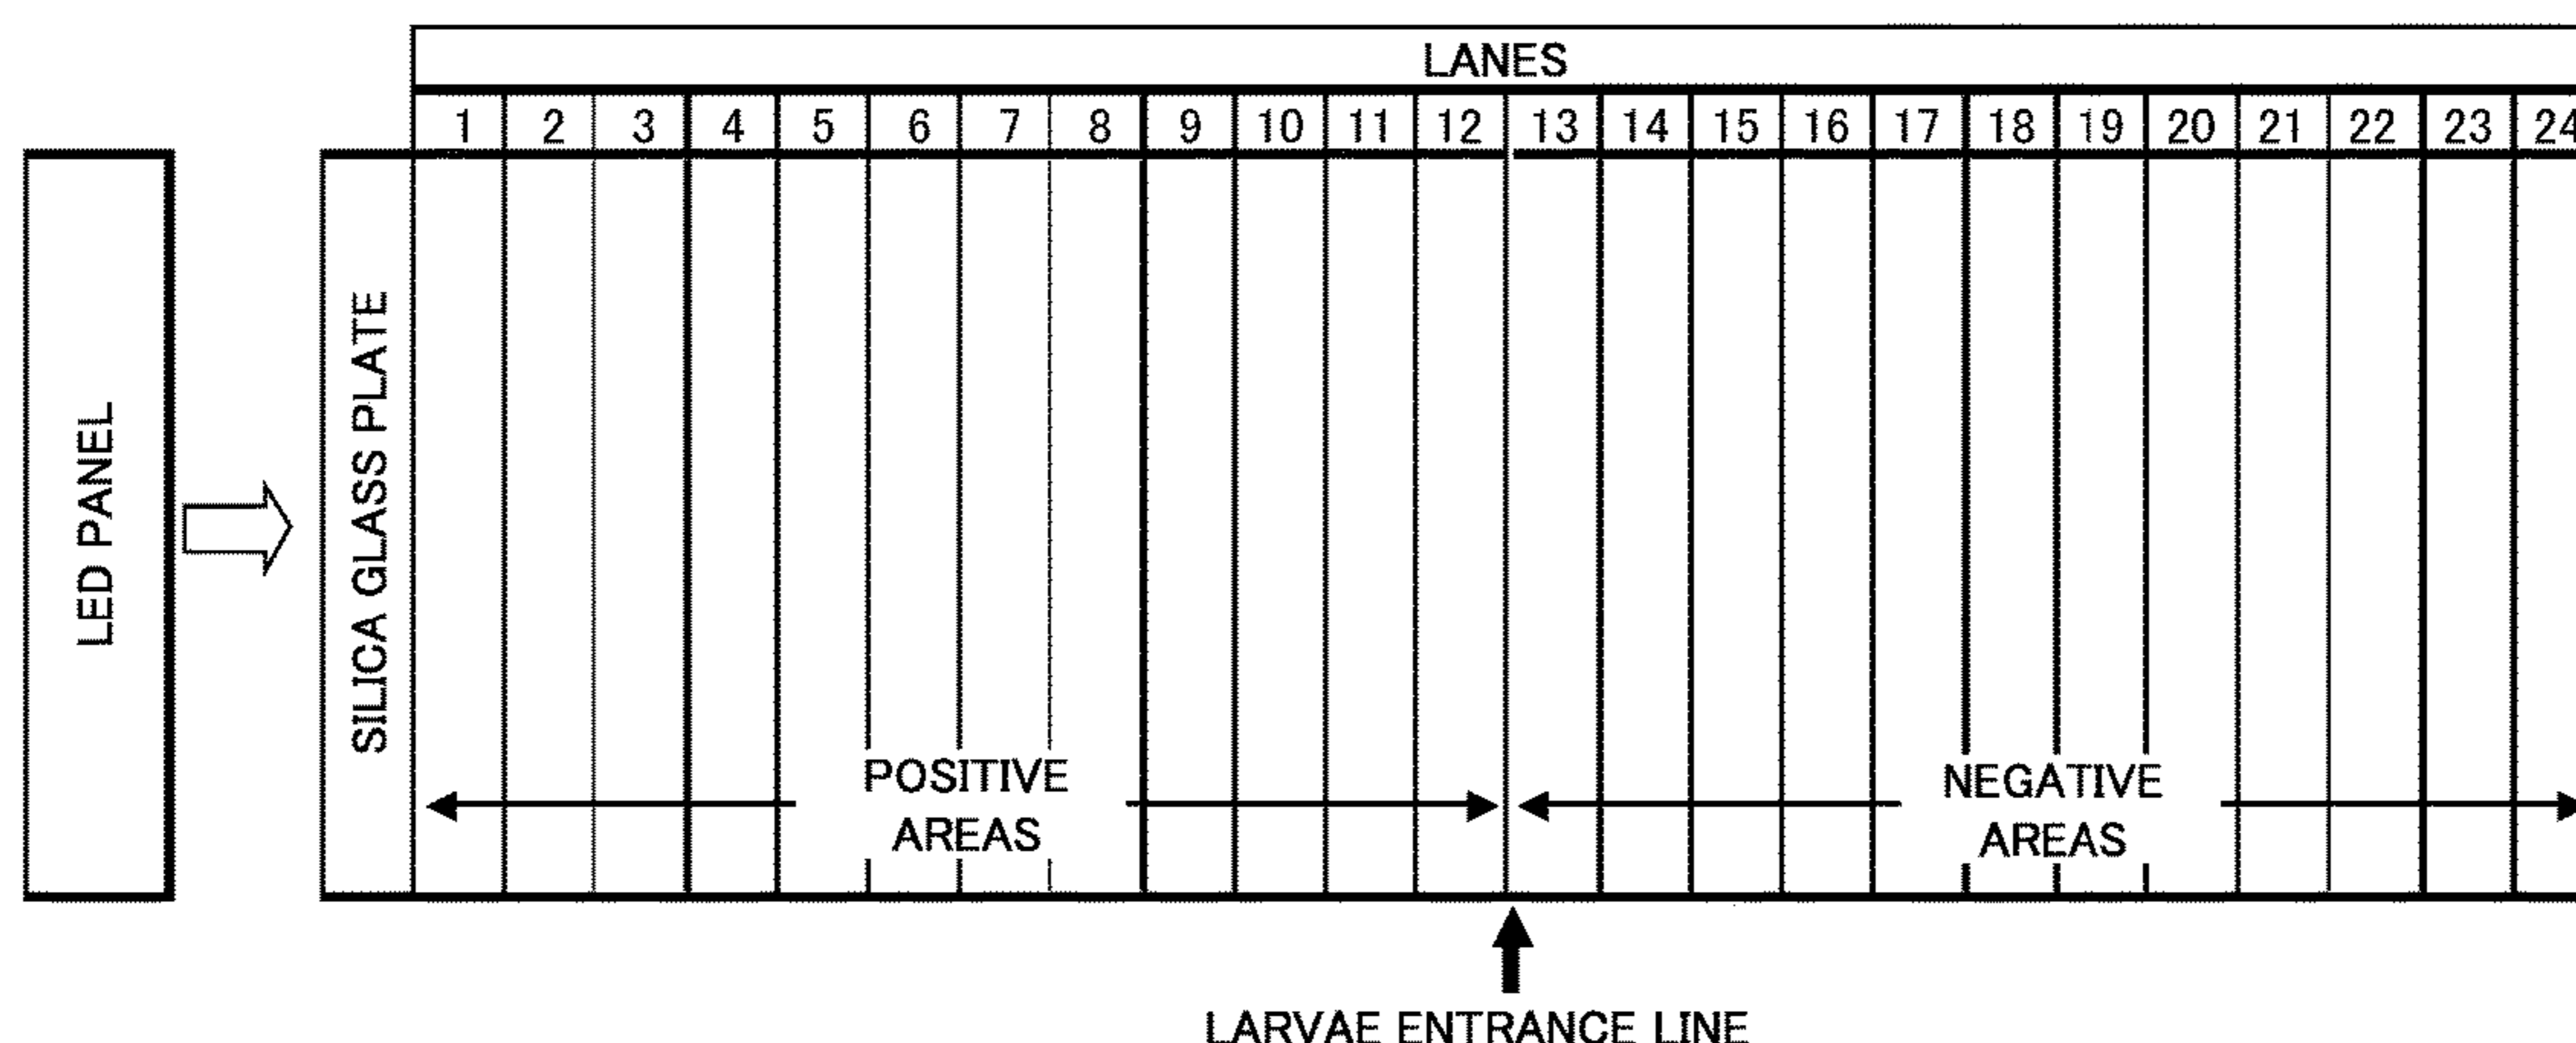 LANES
1 2 3 4 5 6 7 8 9 10 11 12 13 14 15 16 17 18 19 20 21 22 23 24
LED PANEL
SILICA GLASS PLATE
POSITIVE
AREAS
NEGATIVE
AREAS
LARVAE ENTRANCE LINE